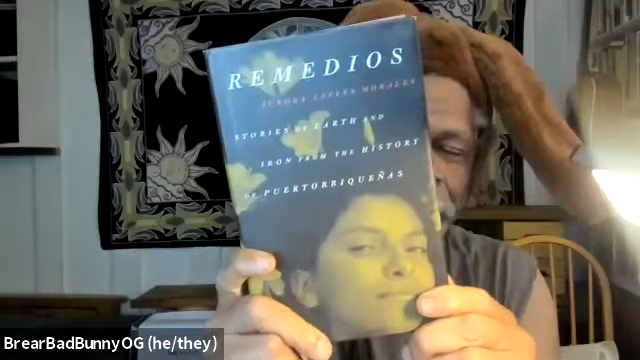 REMEDIOS
AURORA LEVINS MORALES
STORIES OF EARTH AND
IRON FROM THE HISTORY
OF PUERTORRIQUEÑAS
BrearBadBunnyOG (he/they)